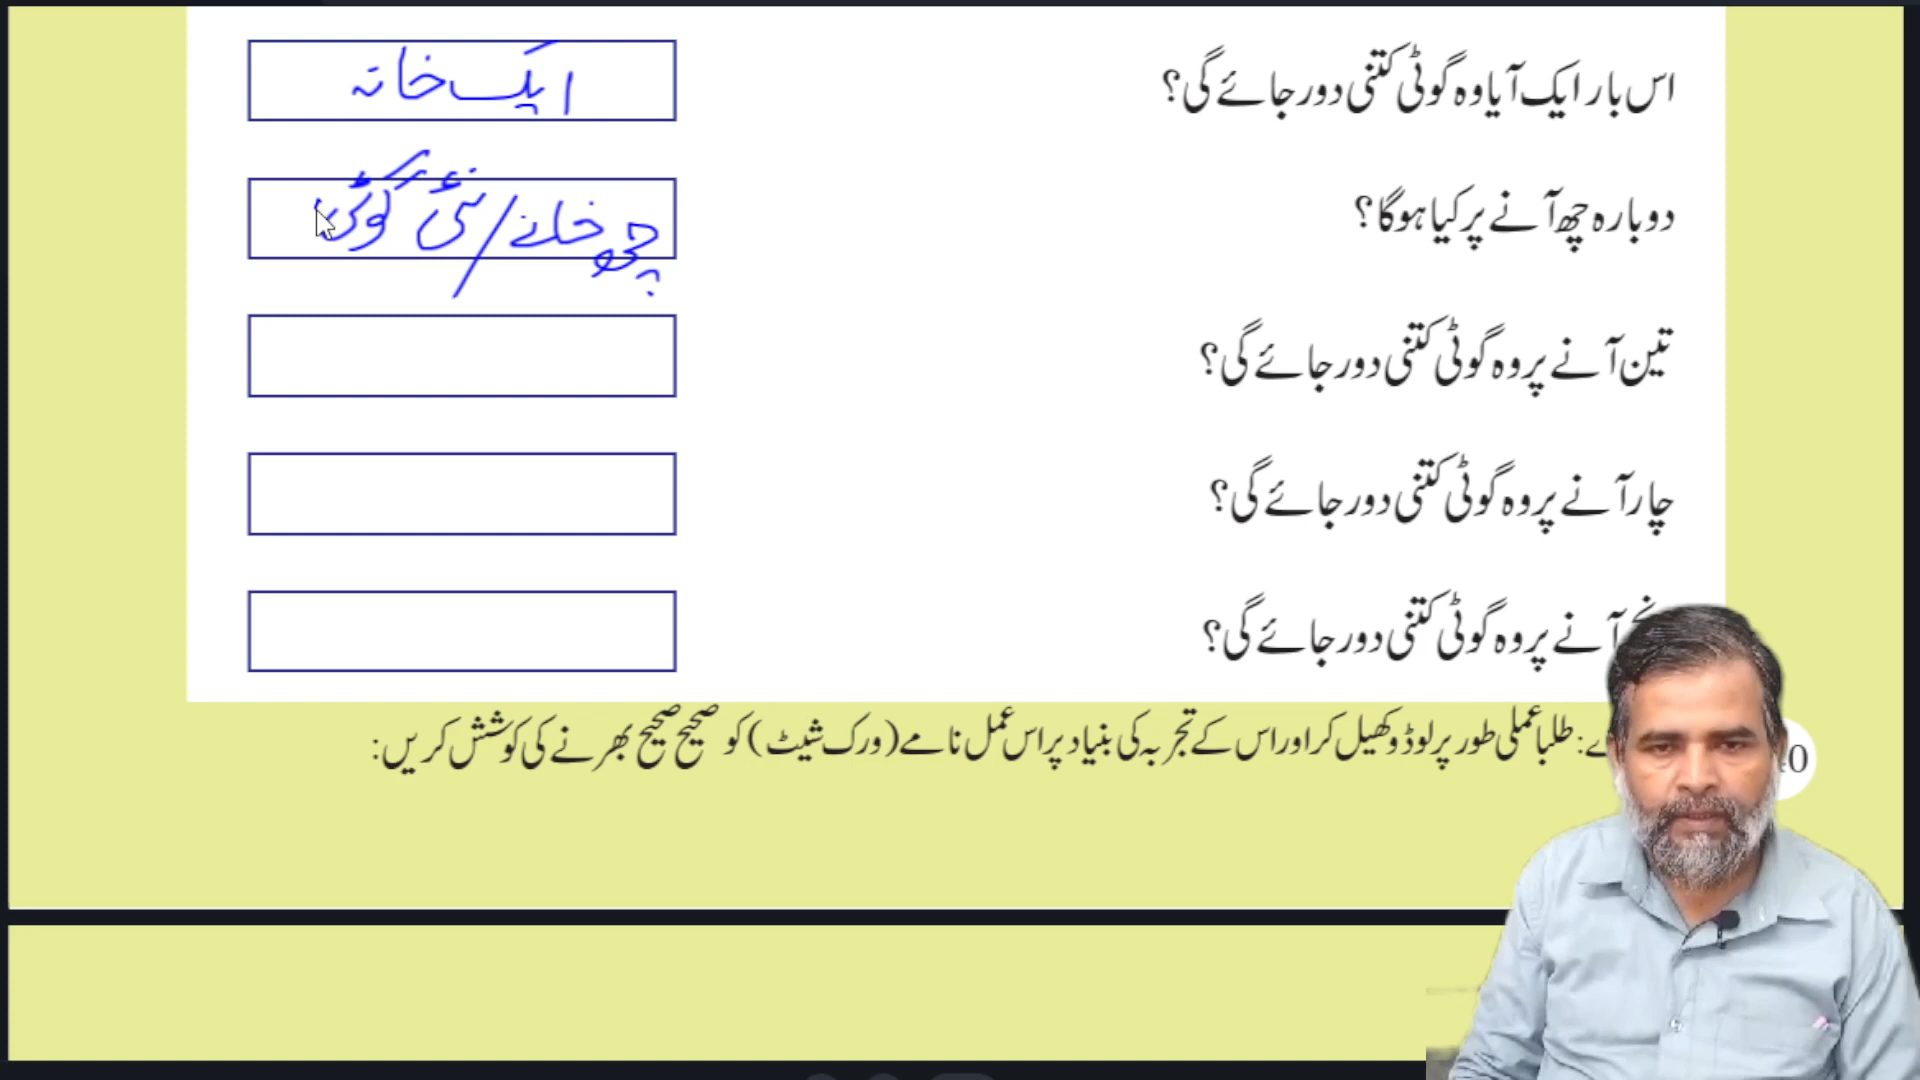 اس بار ایک آیا وہ گوٹی کتنی دور جائے گی؟
ایک خانہ
دوبارہ چھ آنے پر کیا ہوگا؟
چھ خانے / نئی گوٹی
تین آنے پر وہ گوٹی کتنی دور جائے گی؟
چار آنے پر وہ گوٹی کتنی دور جائے گی؟
آنے پر وہ گوٹی کتنی دور جائے گی؟
: طلبا عملی طور پر لوڈو کھیل کر اور اس کے تجربہ کی بنیاد پر اس عمل نامے (ورک شیٹ) کو صحیح صحیح بھرنے کی کوشش کریں: